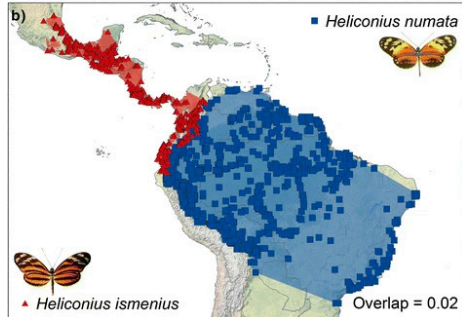 b)
Heliconius numata
Heliconius ismenius
Overlap = 0.02